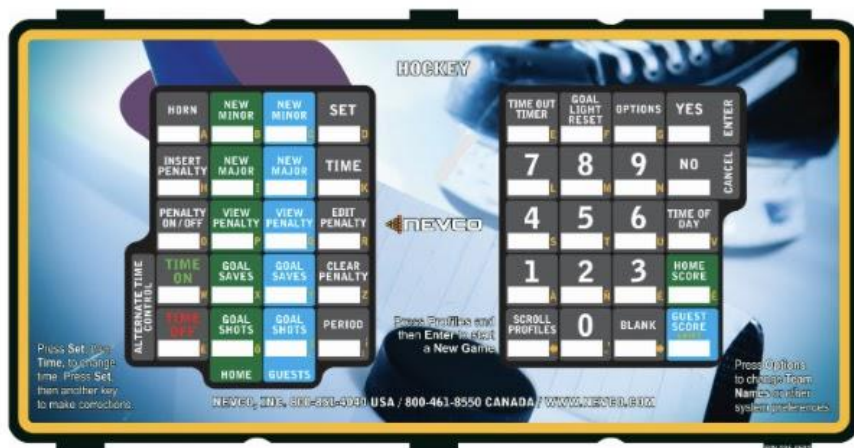 HOCKEY
HORN
A
NEW
MINOR
B
NEW
MINOR
C
SET
D
INSERT
PENALTY
H
NEW
MAJOR
I
NEW
MAJOR
TIME
K
PENALTY
ON/OFF
O
VIEW
PENALTY
P
VIEW
PENALTY
EDIT
PENALTY
R
TIME
ON
W
GOAL
SAVES
X
GOAL
SAVES
CLEAR
PENALTY
Z
TIME
OFF
GOAL
SHOTS
GOAL
SHOTS
PERIOD
HOME
GUESTS
ALTERNATE TIME
CONTROL
NEVCO
TIME OUT
TIMER
E
GOAL
LIGHT
RESET
F
OPTIONS
G
YES
ENTER
7
L
8
M
9
N
NO
CANCEL
4
S
5
T
6
U
TIME OF
DAY
V
1
2
Ñ
3
HOME
SCORE
SCROLL
PROFILES
0
BLANK
GUEST
SCORE
Press Set, then
Time, to change
time. Press Set,
then another key
to make corrections.
Press Profiles and
then Enter to start
a New Game.
Press Options
to change Team
Names or other
system preferences.
NEVCO, INC. 800-851-4040 USA / 800-461-8550 CANADA / WWW.NEVCO.COM